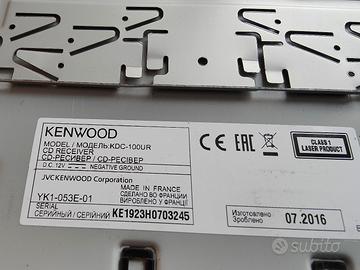 KENWOOD
MODEL / МОДЕЛЬ: KDC-100UR
CD RECEIVER
CD-РЕСИВЕР / CD-РЕСІВЕР
D.C. 12V NEGATIVE GROUND
JVCKENWOOD Corporation
YK1-053E-01
MADE IN FRANCE
СДЕЛАНО ВО ФРАНЦИИ
ВИРОБЛЕНО У ФРАНЦІЇ
SERIAL
СЕРИЙНЫЙ / СЕРІЙНИЙ KE1923H0703245
CE EAC
CLASS 1
LASER PRODUCT
Изготовлено
Зроблено 07.2016
subito